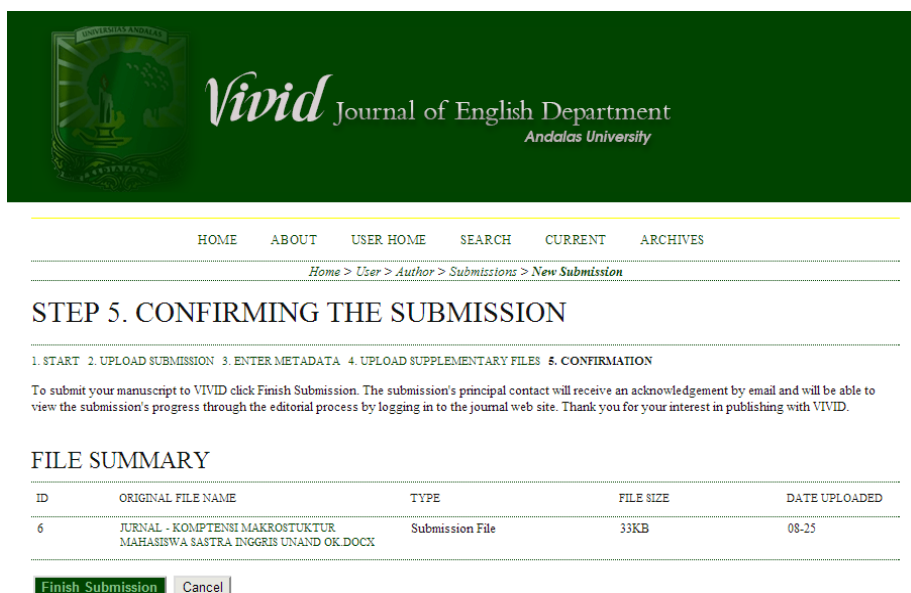 UNIVERSITAS ANDALAS
Vivid Journal of English Department
Andalas University
HOME ABOUT USER HOME SEARCH CURRENT ARCHIVES
Home > User > Author > Submissions > New Submission
STEP 5. CONFIRMING THE SUBMISSION
1. START 2. UPLOAD SUBMISSION 3. ENTER METADATA 4. UPLOAD SUPPLEMENTARY FILES 5. CONFIRMATION
To submit your manuscript to VIVID click Finish Submission. The submission's principal contact will receive an acknowledgement by email and will be able to
view the submission's progress through the editorial process by logging in to the journal web site. Thank you for your interest in publishing with VIVID.
FILE SUMMARY
ID ORIGINAL FILE NAME TYPE FILE SIZE DATE UPLOADED
6 JURNAL - KOMPTENSI MAKROSTUKTUR Submission File 33KB 08-25
MAHASISWA SASTRA INGGRIS UNAND OK.DOCX
Finish Submission Cancel